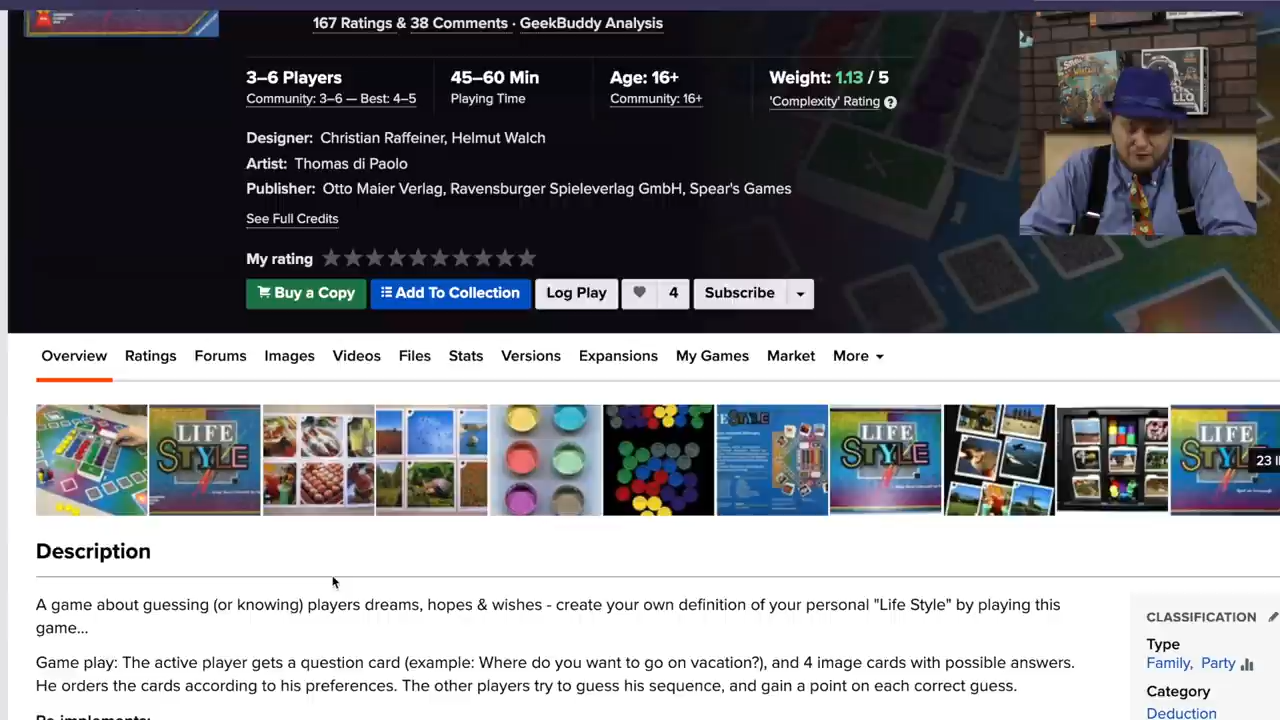 167 Ratings & 38 Comments · GeekBuddy Analysis
3–6 Players
45–60 Min
Age: 16+
Weight: 1.13 / 5
Community: 3–6 — Best: 4–5
Playing Time
Community: 16+
'Complexity' Rating
Designer: Christian Raffeiner, Helmut Walch
Artist: Thomas di Paolo
Publisher: Otto Maier Verlag, Ravensburger Spieleverlag GmbH, Spear's Games
See Full Credits
My rating
Buy a Copy
Add To Collection
Log Play
4
Subscribe
Overview
Ratings
Forums
Images
Videos
Files
Stats
Versions
Expansions
My Games
Market
More
LIFE
STYLE
LIFE
STYLE
LIFE
STYLE
LIFE
STYLE
23
Description
A game about guessing (or knowing) players dreams, hopes & wishes - create your own definition of your personal "Life Style" by playing this
game...
Game play: The active player gets a question card (example: Where do you want to go on vacation?), and 4 image cards with possible answers.
He orders the cards according to his preferences. The other players try to guess his sequence, and gain a point on each correct guess.
Re-implements:
CLASSIFICATION
Type
Family, Party
Category
Deduction